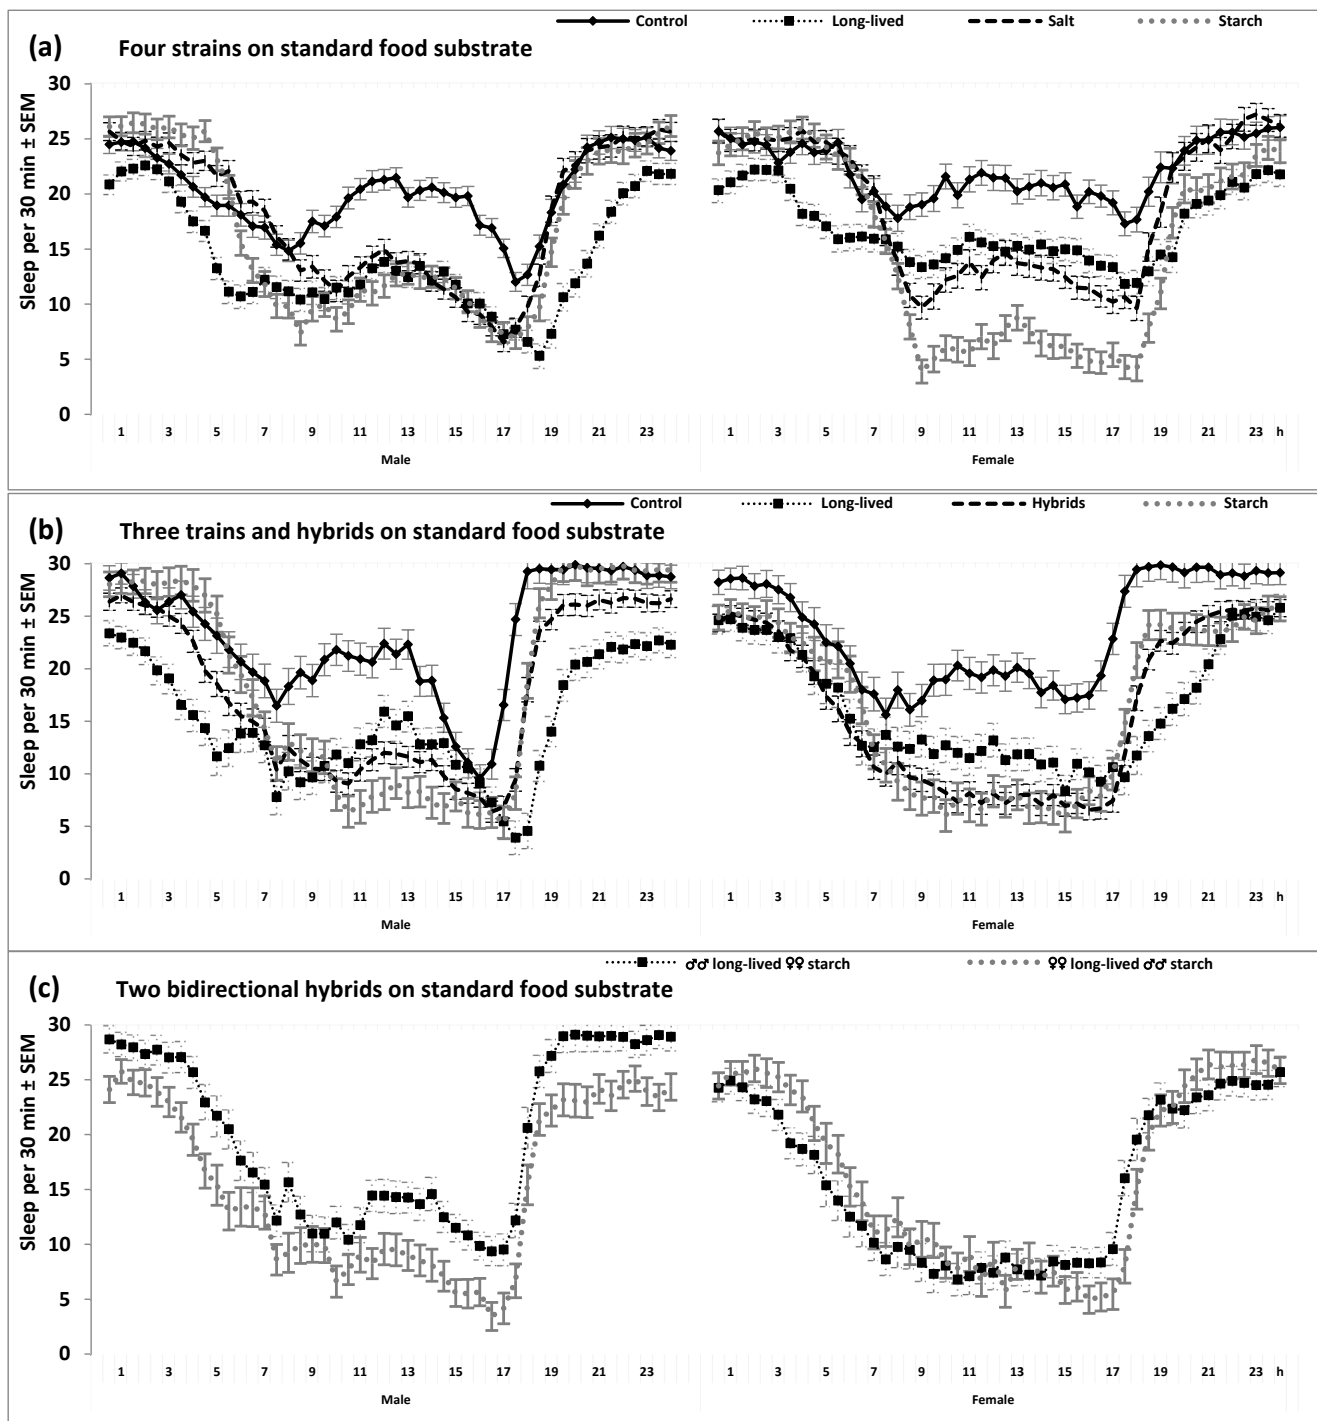 Control Long-lived Salt Starch
(a) Four strains on standard food substrate
Sleep per 30 min ± SEM
30
25
20
15
10
5
0
1 3 5 7 9 11 13 15 17 19 21 23 1 3 5 7 9 11 13 15 17 19 21 23 h
Male Female
Control Long-lived Hybrids Starch
(b) Three trains and hybrids on standard food substrate
Sleep per 30 min ± SEM
30
25
20
15
10
5
0
1 3 5 7 9 11 13 15 17 19 21 23 1 3 5 7 9 11 13 15 17 19 21 23 h
Male Female
♂♂ long-lived ♀♀ starch ♀♀ long-lived ♂♂ starch
(c) Two bidirectional hybrids on standard food substrate
Sleep per 30 min ± SEM
30
25
20
15
10
5
0
1 3 5 7 9 11 13 15 17 19 21 23 1 3 5 7 9 11 13 15 17 19 21 23 h
Male Female